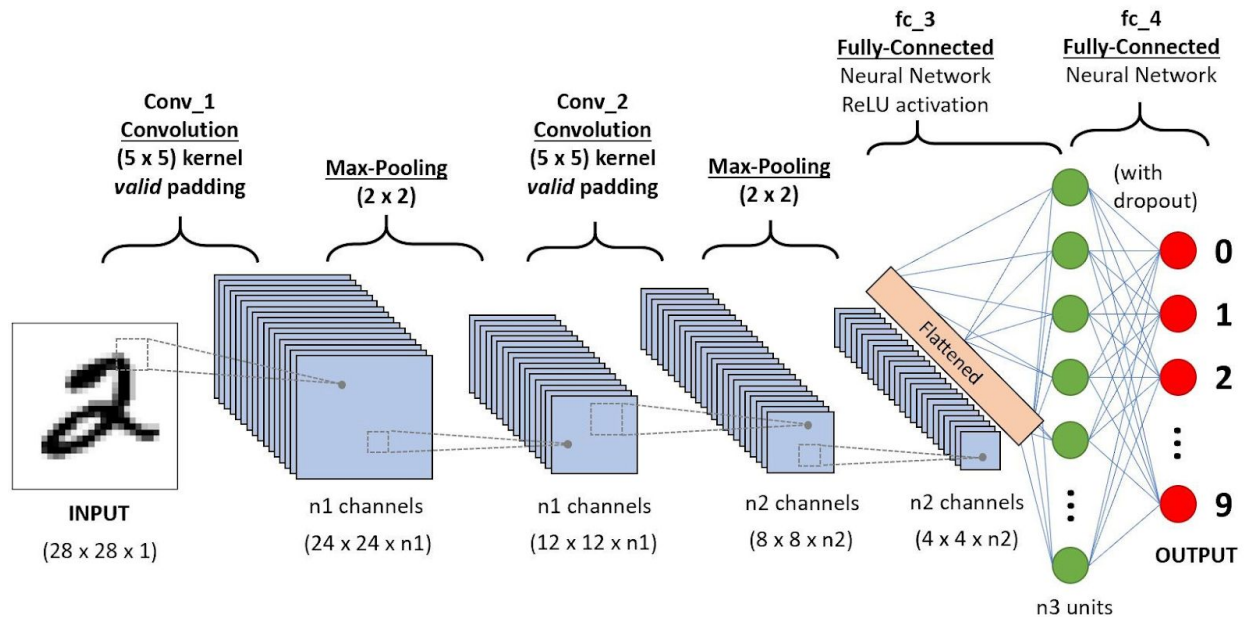 fc_3
Fully-Connected
Neural Network
ReLU activation
fc_4
Fully-Connected
Neural Network
Conv_1
Convolution
(5 x 5) kernel
valid padding
Max-Pooling
(2 x 2)
Conv_2
Convolution
(5 x 5) kernel
valid padding
Max-Pooling
(2 x 2)
(with
dropout)
Flattened
0
1
2
9
INPUT
(28 x 28 x 1)
n1 channels
(24 x 24 x n1)
n1 channels
(12 x 12 x n1)
n2 channels
(8 x 8 x n2)
n2 channels
(4 x 4 x n2)
OUTPUT
n3 units